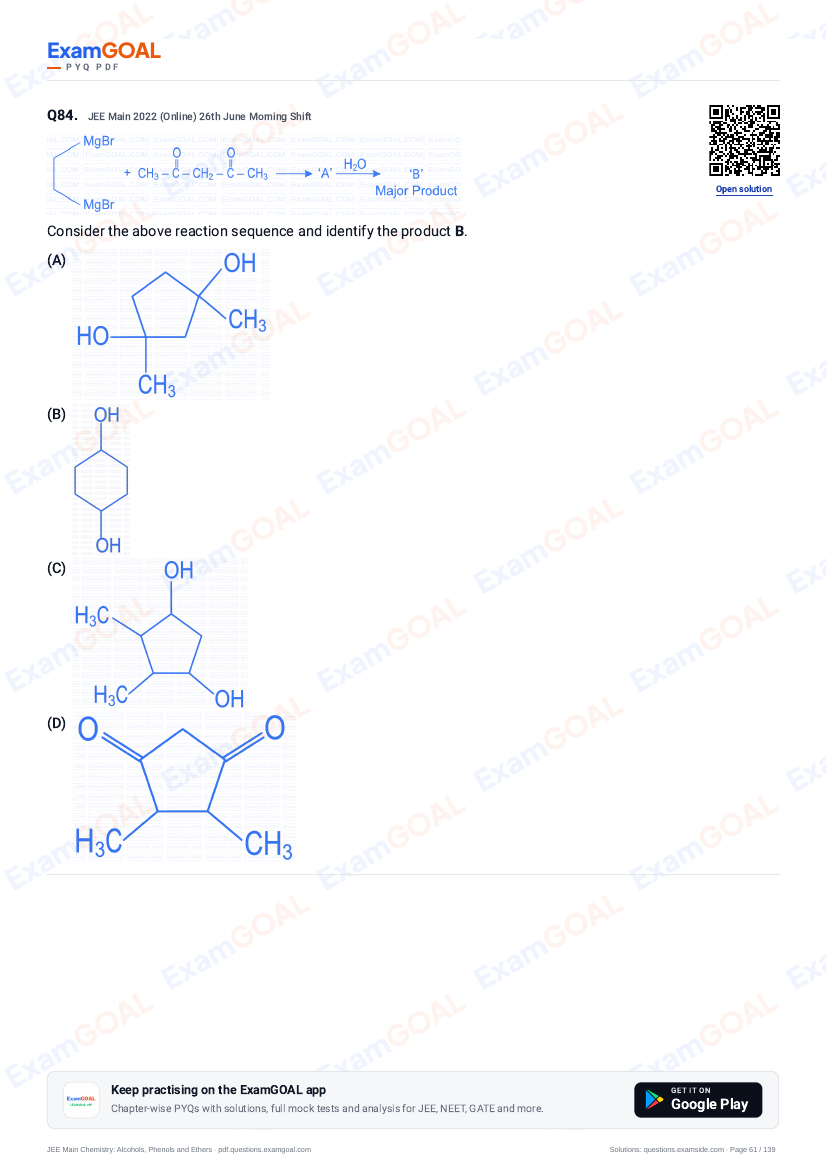 ExamGOAL
PYQ PDF
Q84. JEE Main 2022 (Online) 26th June Morning Shift
MgBr
O O
+ CH3 – C – CH2 – C – CH3 → 'A' H2O → 'B'
Major Product
MgBr
Open solution
Consider the above reaction sequence and identify the product B.
(A)
OH
CH3
HO
CH3
(B)
OH
OH
(C)
OH
H3C
H3C
OH
(D)
O O
H3C CH3
Keep practising on the ExamGOAL app
Chapter-wise PYQs with solutions, full mock tests and analysis for JEE, NEET, GATE and more.
GET IT ON
Google Play
JEE Main Chemistry: Alcohols, Phenols and Ethers · pdf.questions.examgoal.com
Solutions: questions.examside.com · Page 61 / 139